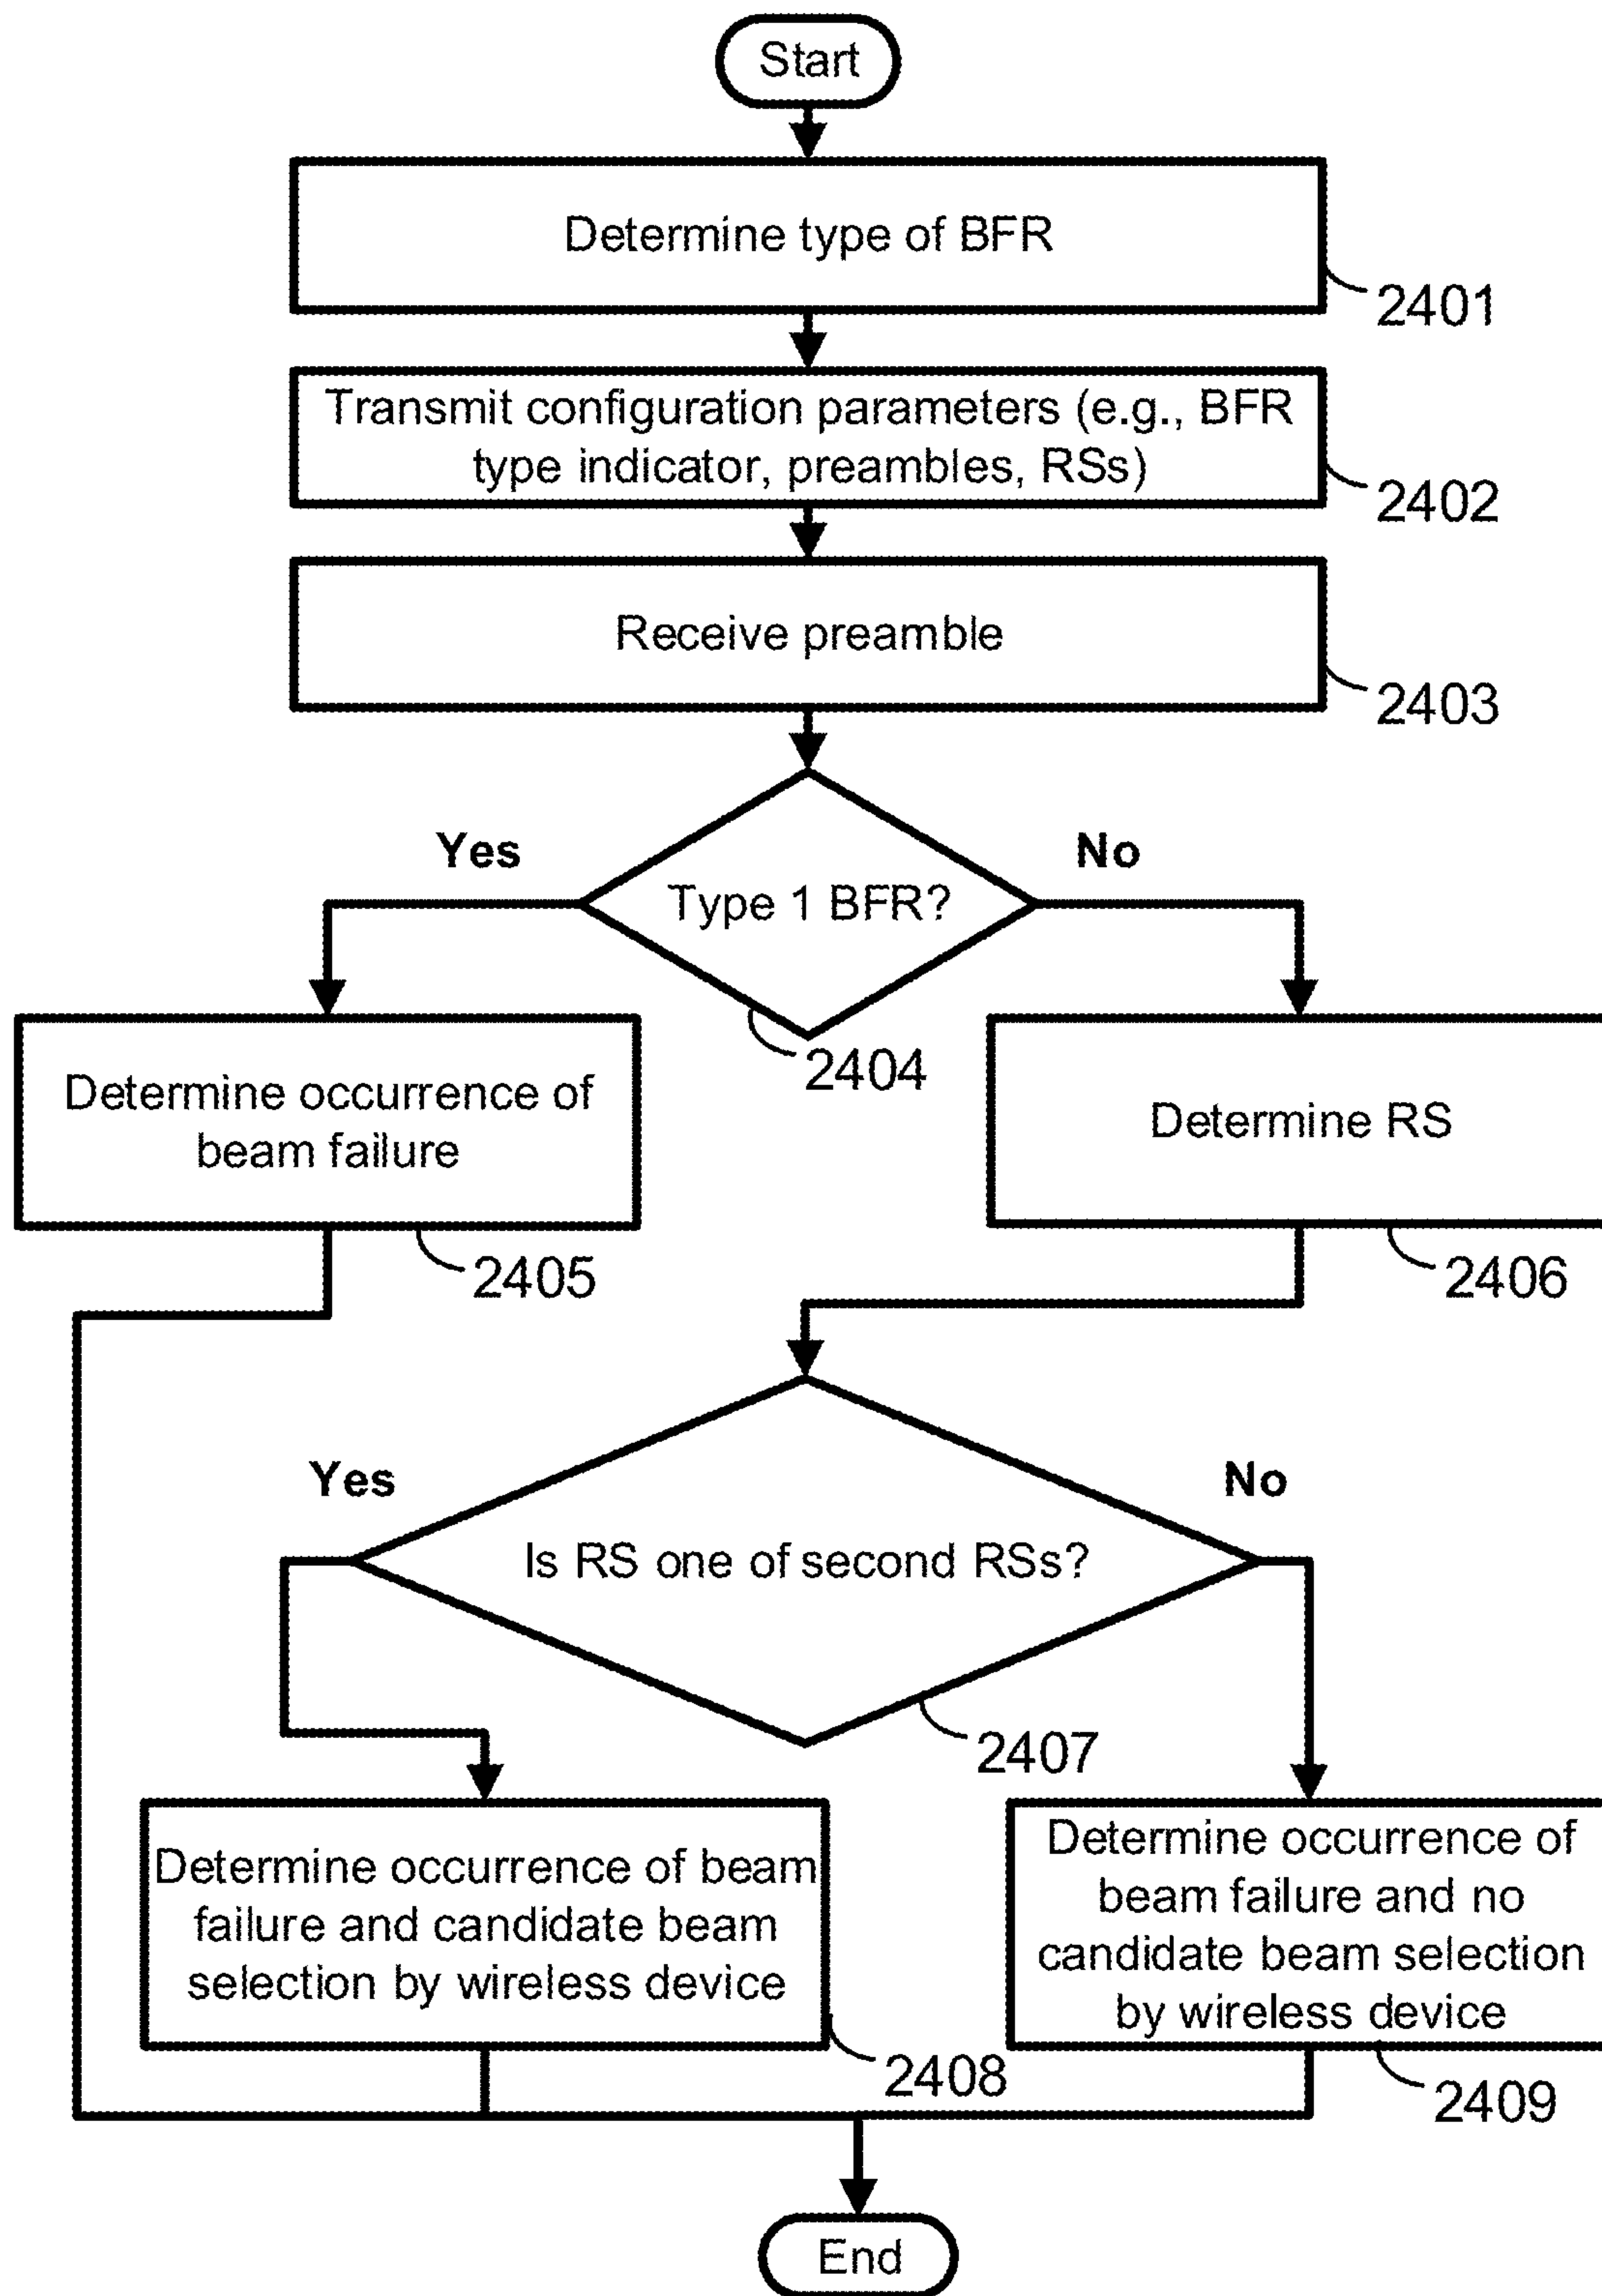 Start
Determine type of BFR
2401
Transmit configuration parameters (e.g., BFR
type indicator, preambles, RSs)
2402
Receive preamble
2403
Yes
No
Type 1 BFR?
2404
Determine occurrence of
beam failure
2405
Determine RS
2406
Yes
No
Is RS one of second RSs?
2407
Determine occurrence of beam
failure and candidate beam
selection by wireless device
2408
Determine occurrence of
beam failure and no
candidate beam selection
by wireless device
2409
End